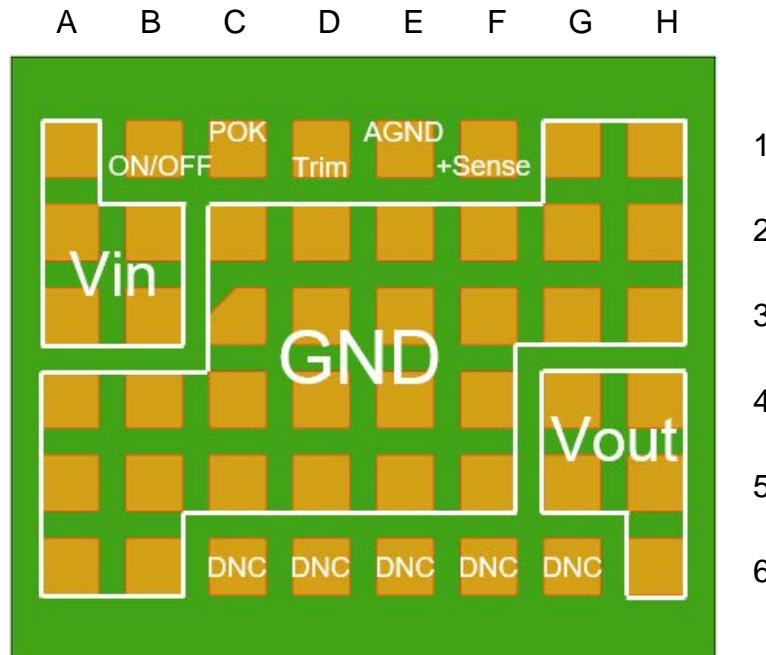 A B C D E F G H
1
POK AGND
ON/OFF Trim +Sense
2
Vin
3
GND
4
Vout
5
DNC DNC DNC DNC DNC
6